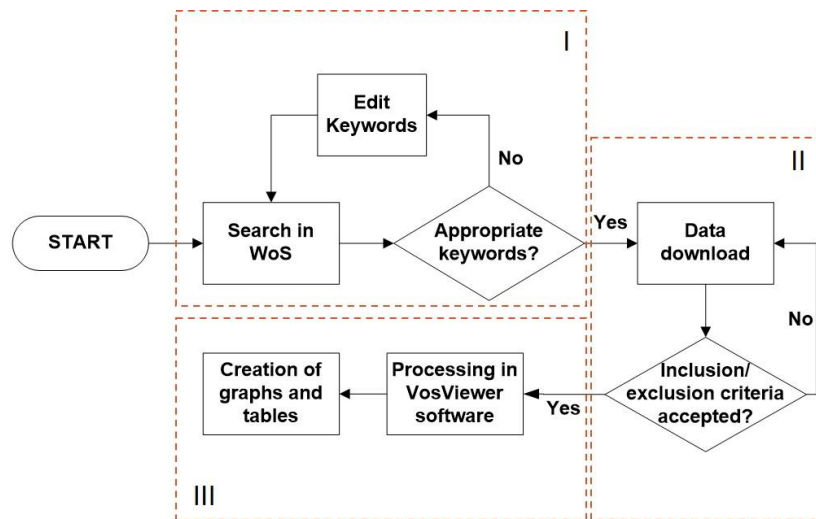 I
Edit
Keywords
No
START
Search in
WoS
Appropriate
keywords?
Yes
II
Data
download
No
Inclusion/
exclusion criteria
accepted?
Yes
Processing in
VosViewer
software
Creation of
graphs and
tables
III